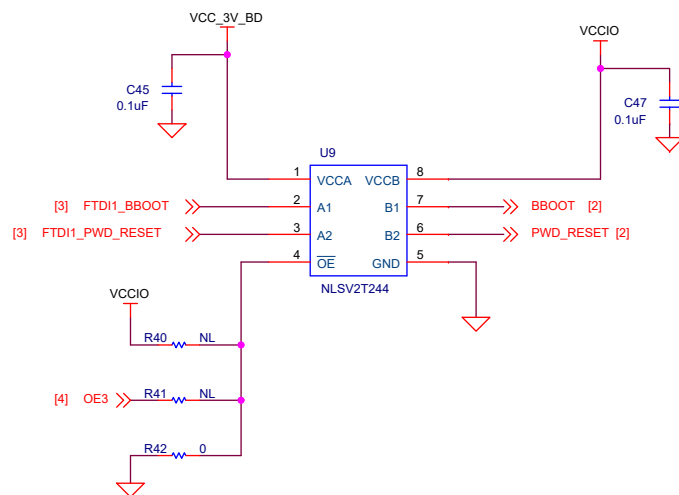 VCC_3V_BD
VCCIO
C45
0.1uF
C47
0.1uF
U9
1 VCCA VCCB 8
[3] FTDI1_BBOOT 2 A1 B1 7 BBOOT [2]
[3] FTDI1_PWD_RESET 3 A2 B2 6 PWD_RESET [2]
4 OE GND 5
NLSV2T244
VCCIO
R40 NL
[4] OE3 R41 NL
R42 0